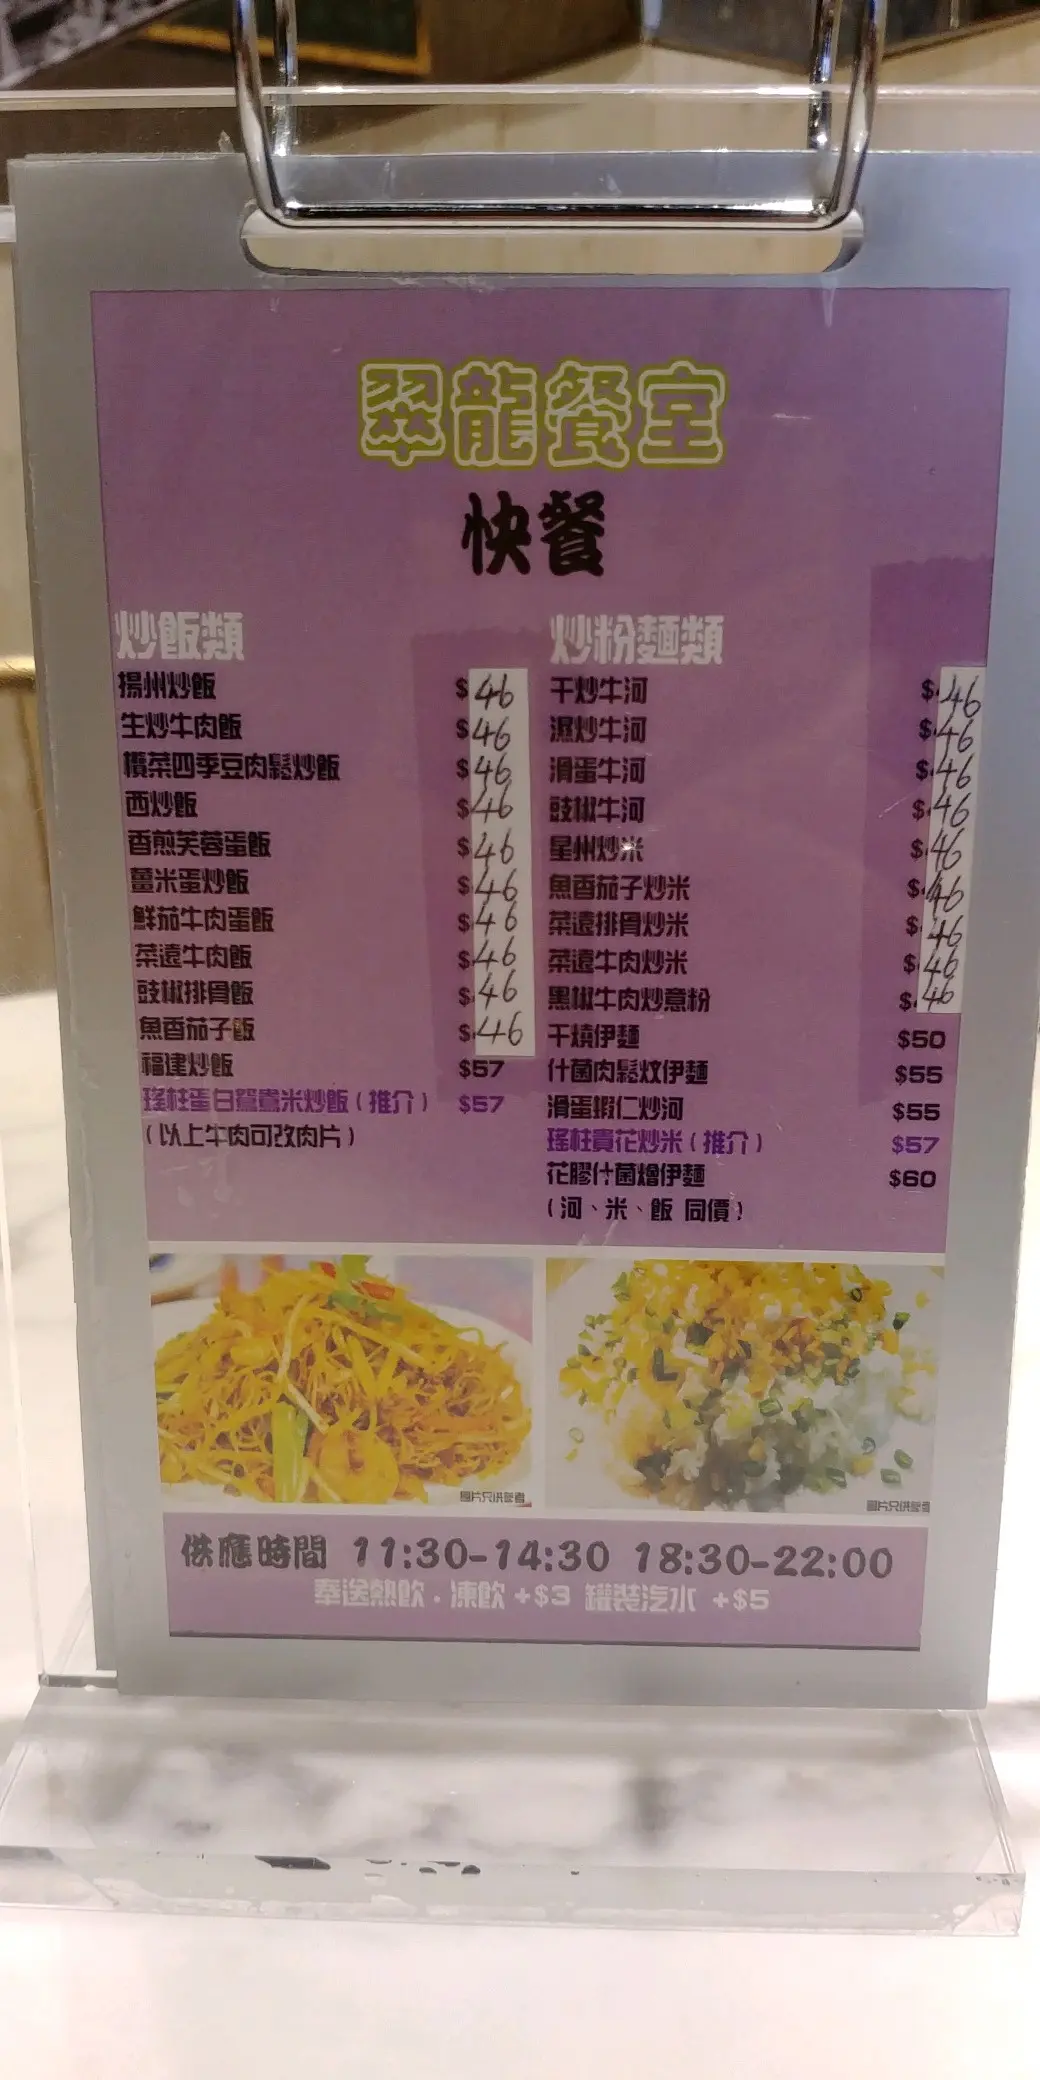 翠龍餐室
快餐
炒飯類
揚州炒飯 $46
生炒牛肉飯 $46
欖菜四季豆肉鬆炒飯 $46
西炒飯 $46
香煎芙蓉蛋飯 $46
薑米蛋炒飯 $46
鮮茄牛肉蛋飯 $46
菜遠牛肉飯 $46
豉椒排骨飯 $46
魚香茄子飯 $46
福建炒飯 $57
瑤柱蛋白鴛鴦米炒飯(推介) $57
(以上牛肉可改肉片)
炒粉麵類
干炒牛河 $46
濕炒牛河 $46
滑蛋牛河 $46
豉椒牛河 $46
星州炒米 $46
魚香茄子炒米 $46
菜遠排骨炒米 $46
菜遠牛肉炒米 $46
黑椒牛肉炒意粉 $46
干燒伊麵 $50
什菌肉鬆炆伊麵 $55
滑蛋蝦仁炒河 $55
瑤柱貴花炒米(推介) $57
花膠什菌燴伊麵 $60
(河、米、飯 同價)
圖片只供參考
圖片只供參考
供應時間 11:30-14:30 18:30-22:00
奉送熱飲．凍飲+$3 罐裝汽水 +$5